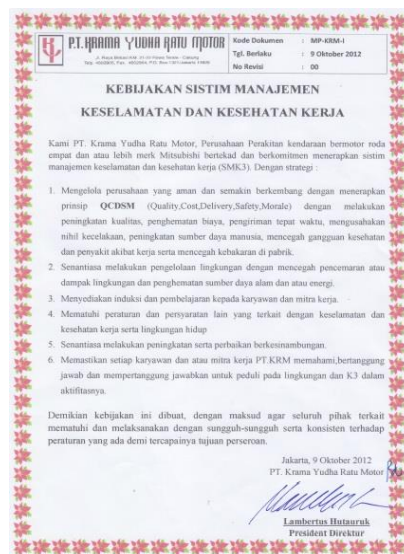 P.T. KRAMA YUDHA RATU MOTOR
Kode Dokumen : MP-KRM-I
Tgl. Berlaku : 9 Oktober 2012
No Revisi : 00
KEBIJAKAN SISTIM MANAJEMEN
KESELAMATAN DAN KESEHATAN KERJA
Kami PT. Krama Yudha Ratu Motor, Perusahaan Perakitan kendaraan bermotor roda
empat dan atau lebih merk Mitsubishi bertekad dan berkomitmen menerapkan sistim
manajemen keselamatan dan kesehatan kerja (SMK3). Dengan strategi :
1. Mengelola perusahaan yang aman dan semakin berkembang dengan menerapkan
prinsip QCDSM (Quality,Cost,Delivery,Safety,Morale) dengan melakukan
peningkatan kualitas, penghematan biaya, pengiriman tepat waktu, mengusahakan
nihil kecelakaan, peningkatan sumber daya manusia, mencegah gangguan kesehatan
dan penyakit akibat kerja serta mencegah kebakaran di pabrik.
2. Senantiasa melakukan pengelolaan lingkungan dengan mencegah pencemaran atau
dampak lingkungan dan penghematan sumber daya alam dan atau energi.
3. Menyediakan induksi dan pembelajaran kepada karyawan dan mitra kerja.
4. Mematuhi peraturan dan persyaratan lain yang terkait dengan keselamatan dan
kesehatan kerja serta lingkungan hidup
5. Senantiasa melakukan peningkatan serta perbaikan berkesinambungan.
6. Memastikan setiap karyawan dan atau mitra kerja PT.KRM memahami,bertanggung
jawab dan mempertanggung jawabkan untuk peduli pada lingkungan dan K3 dalam
aktifitasnya.
Demikian kebijakan ini dibuat, dengan maksud agar seluruh pihak terkait
mematuhi dan melaksanakan dengan sungguh-sungguh serta konsisten terhadap
peraturan yang ada demi tercapainya tujuan perseroan.
Jakarta, 9 Oktober 2012
PT. Krama Yudha Ratu Motor
Lambertus Hutauruk
President Direktur